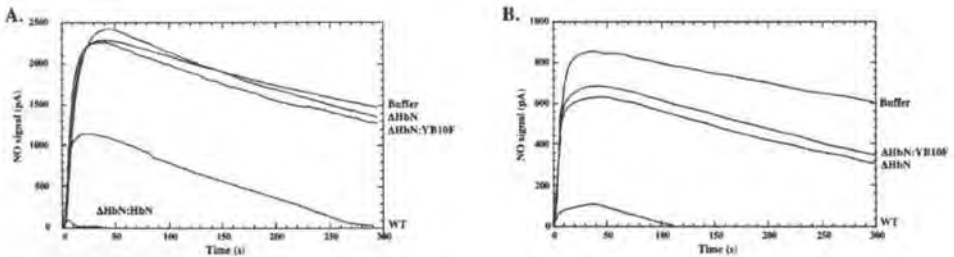 A.
2500
2000
1500
1000
500
0
NO signal (pA)
Buffer
ΔHbN
ΔHbN:YB10F
ΔHbN:HbN
WT
0 50 100 150 200 250 300
Time (s)
B.
1000
800
600
400
200
0
NO signal (pA)
Buffer
ΔHbN:YB10F
ΔHbN
WT
0 50 100 150 200 250 300
Time (s)